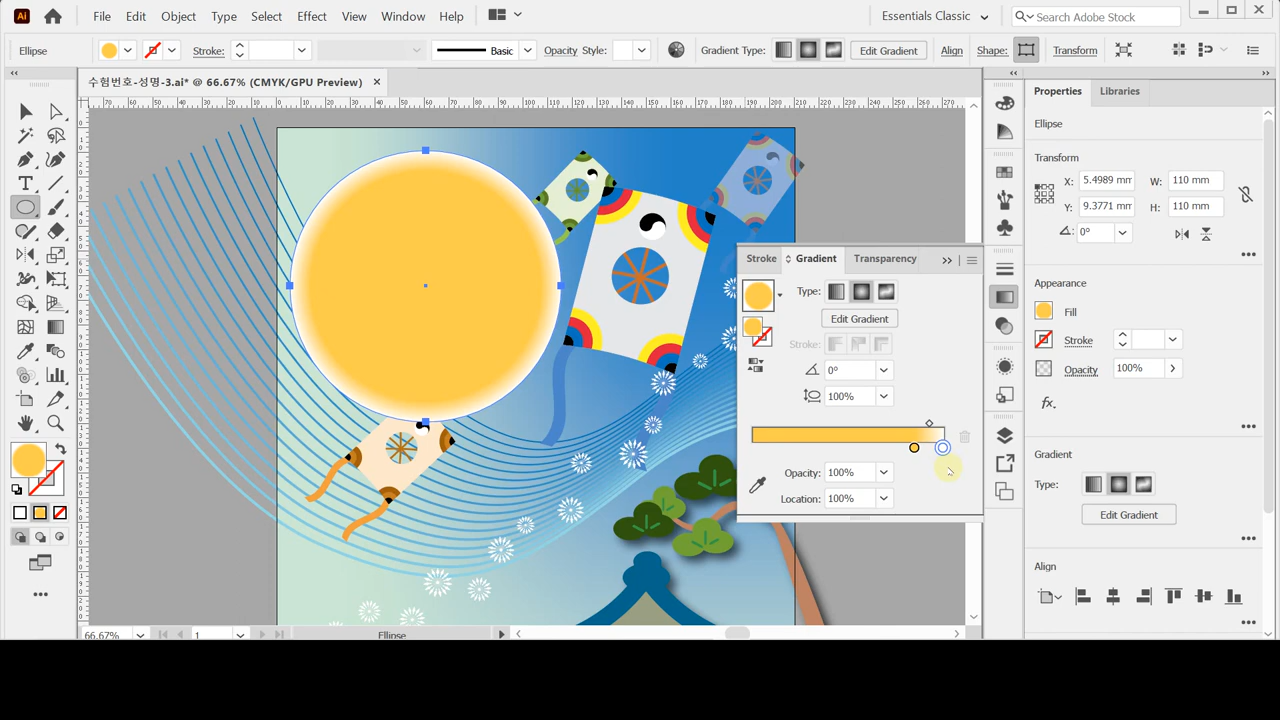 Ai File Edit Object Type Select Effect View Window Help Essentials Classic Search Adobe Stock
Ellipse Stroke: Basic Opacity Style: Gradient Type: Edit Gradient Align Shape: Transform
수험번호-성명-3.ai* @ 66.67% (CMYK/GPU Preview)
Properties Libraries
Ellipse
Transform
X: 5.4989 mm W: 110 mm
Y: 9.3771 mm H: 110 mm
0°
Appearance
Fill
Stroke
Opacity 100%
fx.
Gradient
Type:
Edit Gradient
Align
Stroke Gradient Transparency
Type:
Edit Gradient
Stroke:
0°
100%
Opacity: 100%
Location: 100%
66.67% 1 Ellipse